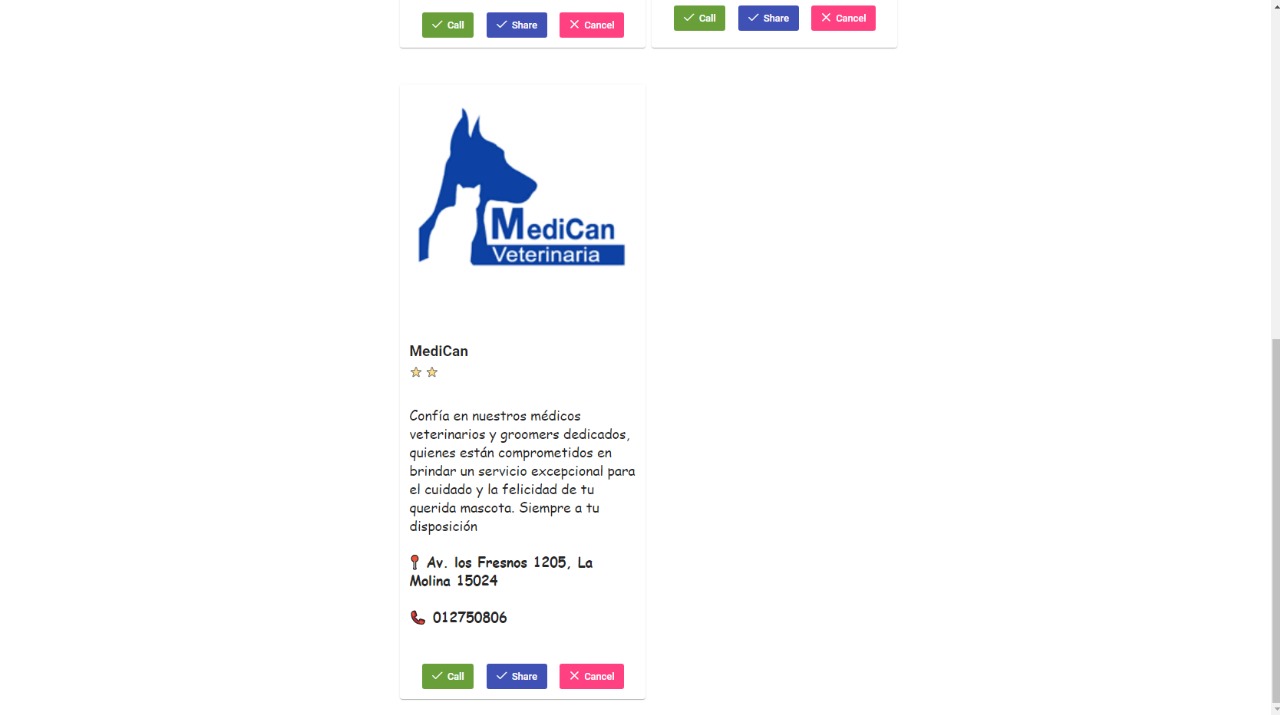 Call Share Cancel
Call Share Cancel
MediCan
Veterinaria
MediCan
Confía en nuestros médicos
veterinarios y groomers dedicados,
quienes están comprometidos en
brindar un servicio excepcional para
el cuidado y la felicidad de tu
querida mascota. Siempre a tu
disposición
Av. los Fresnos 1205, La
Molina 15024
012750806
Call Share Cancel